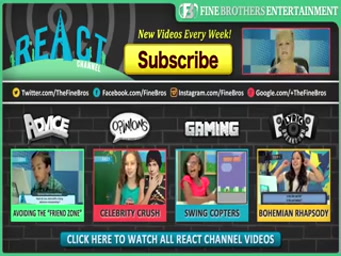 FB FINE BROTHERS ENTERTAINMENT
REACT
CHANNEL
New Videos Every Week!
Subscribe
Twitter.com/TheFineBros Facebook.com/FineBros Instagram.com/FineBros Google.com/+TheFineBros
ADVICE OPINIONS GAMING LYRIC
AVOIDING THE "FRIEND ZONE" CELEBRITY CRUSH SWING COPTERS BOHEMIAN RHAPSODY
CLICK HERE TO WATCH ALL REACT CHANNEL VIDEOS